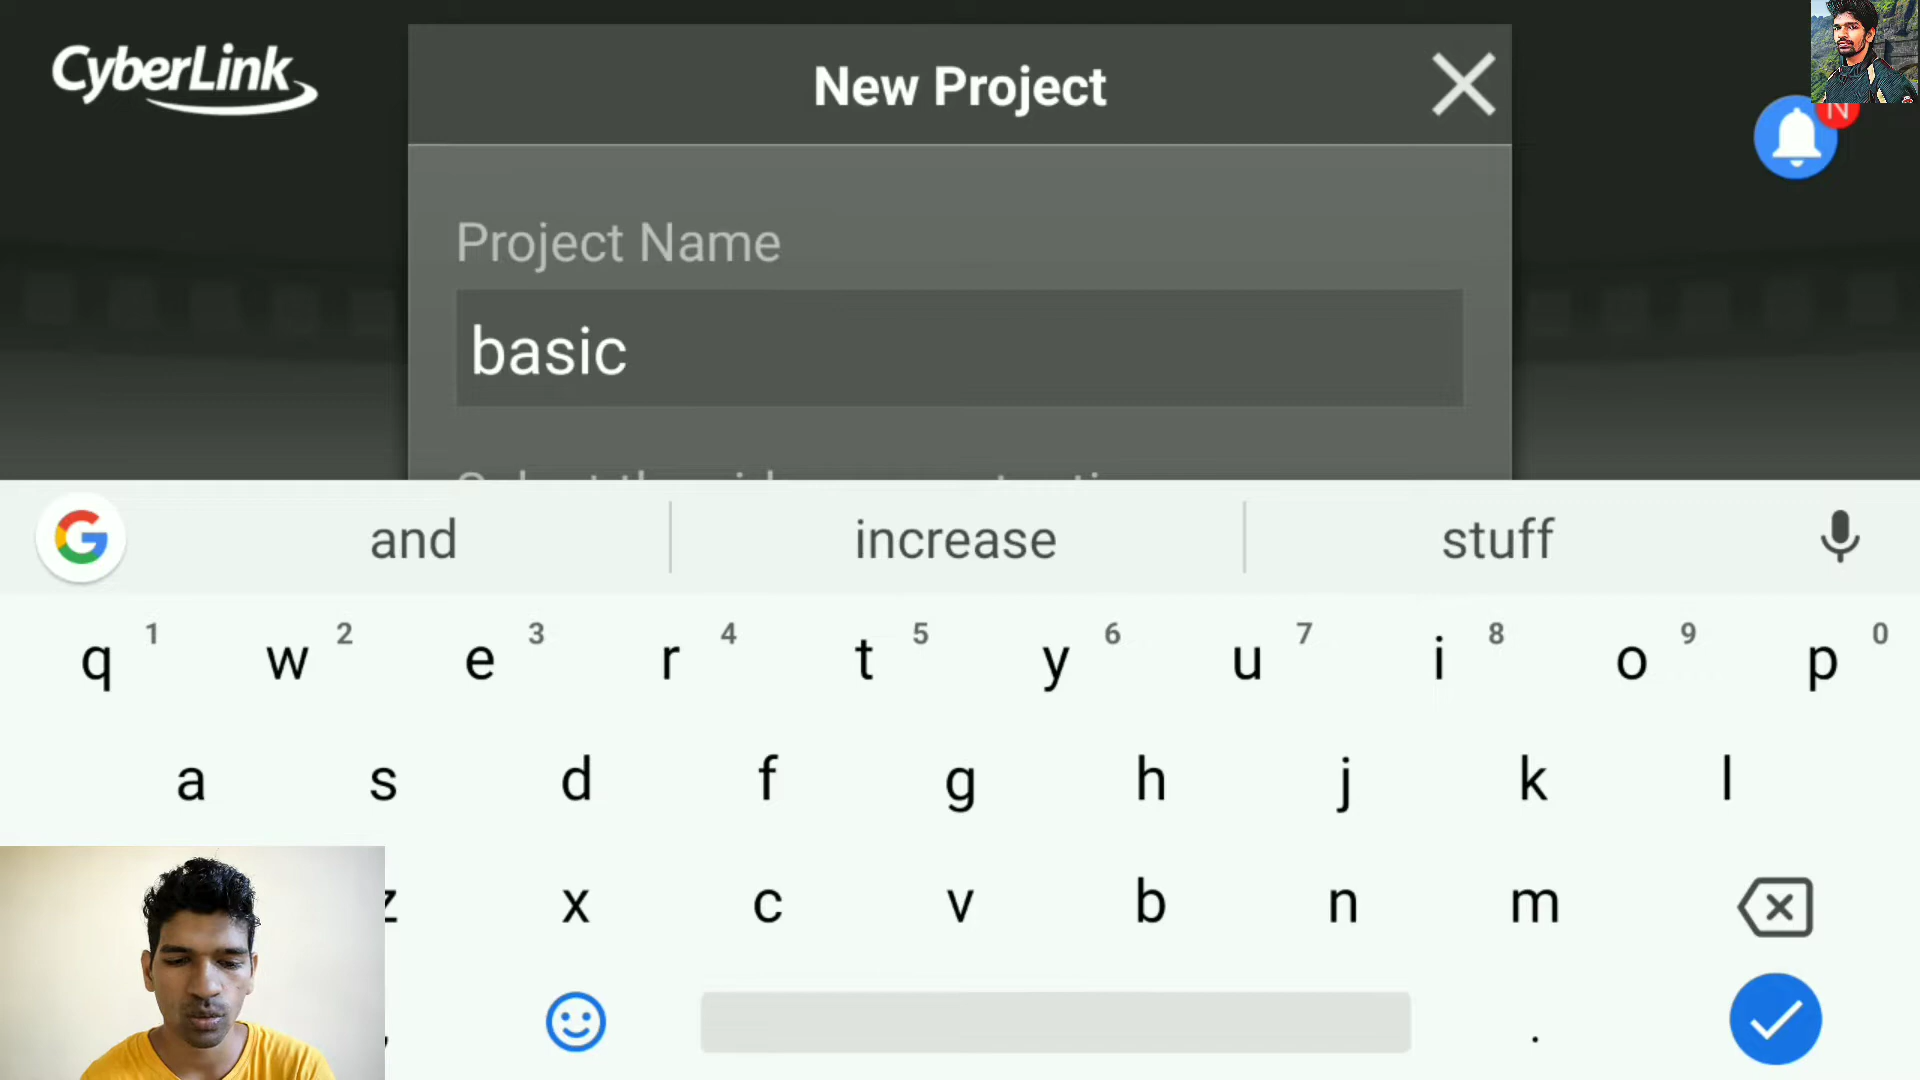 CyberLink
New Project
N
Project Name
basic
and increase stuff
q 1 w 2 e 3 r 4 t 5 y 6 u 7 i 8 o 9 p 0
a s d f g h j k l
z x c v b n m
, .